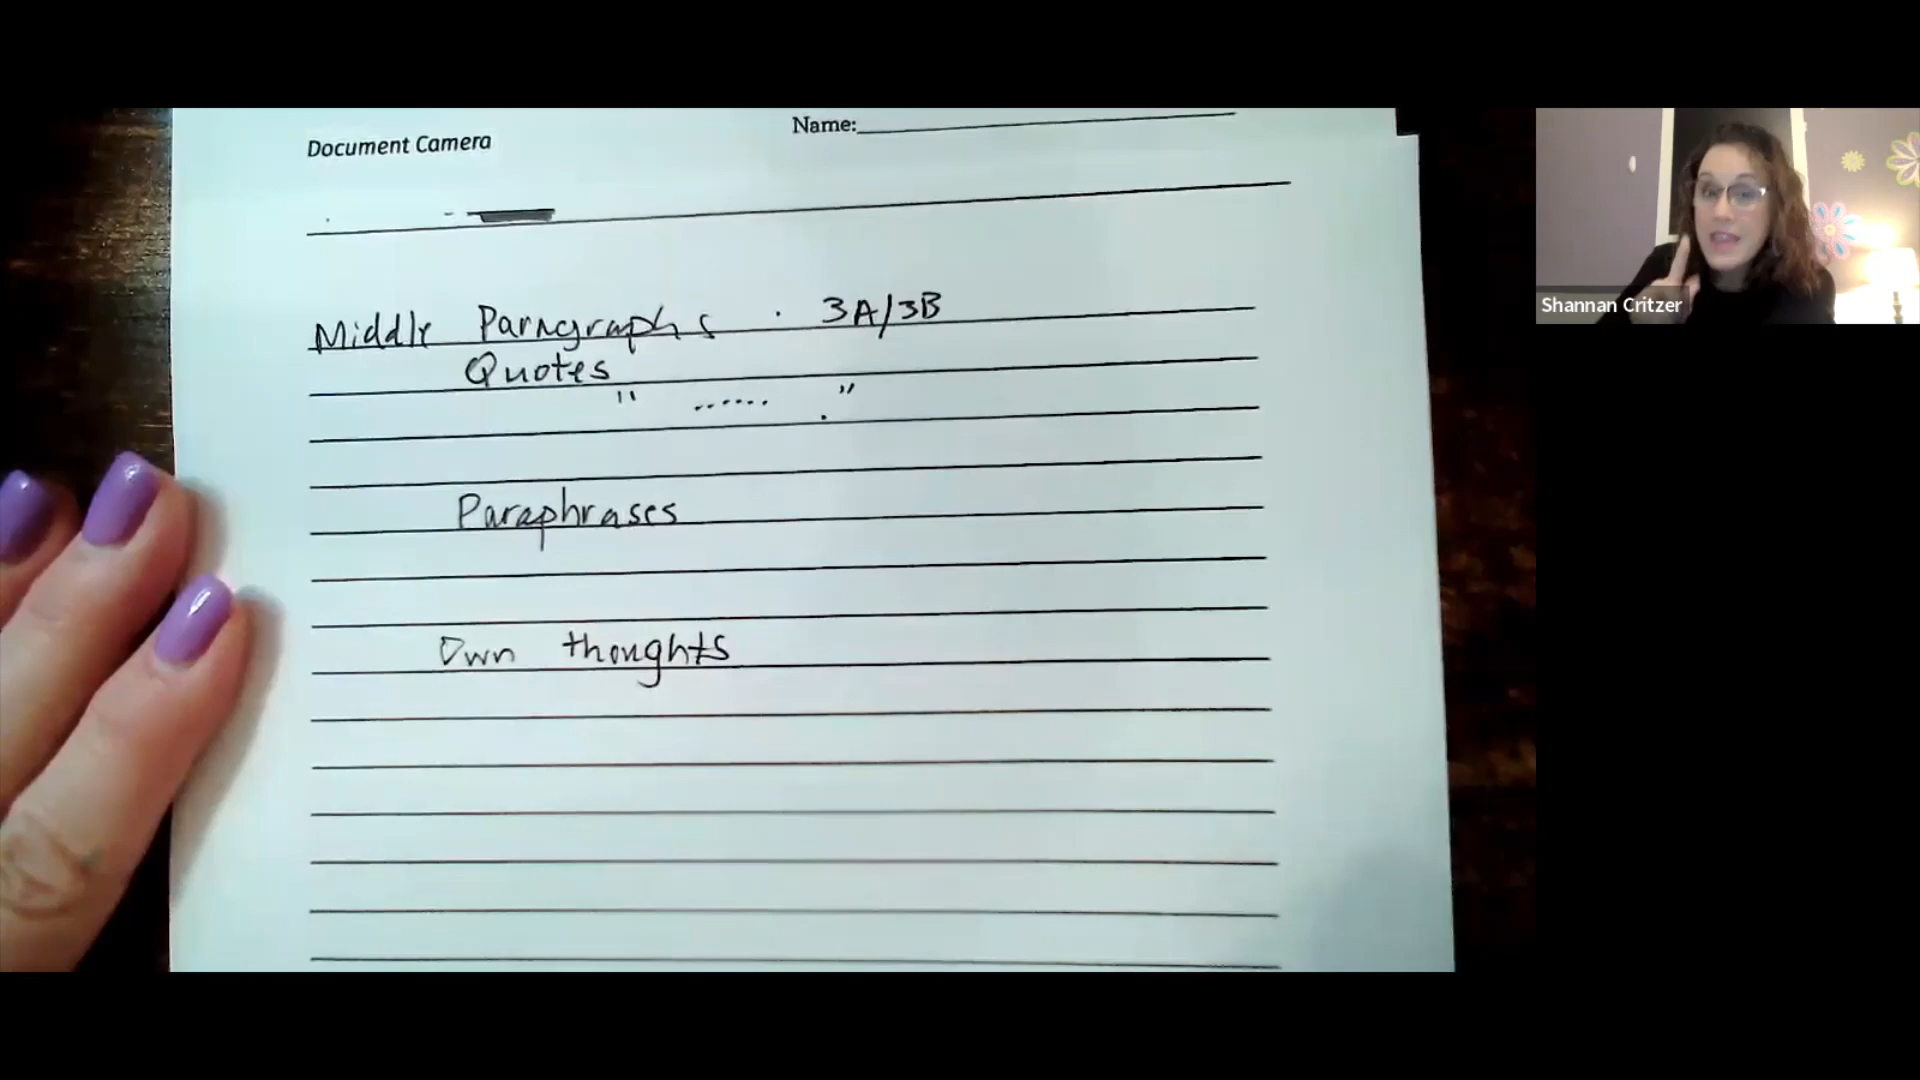 Document Camera
Name:
Middle Paragraphs . 3A/3B
Quotes
" ...... ."
Paraphrases
Own thoughts
Shannan Critzer